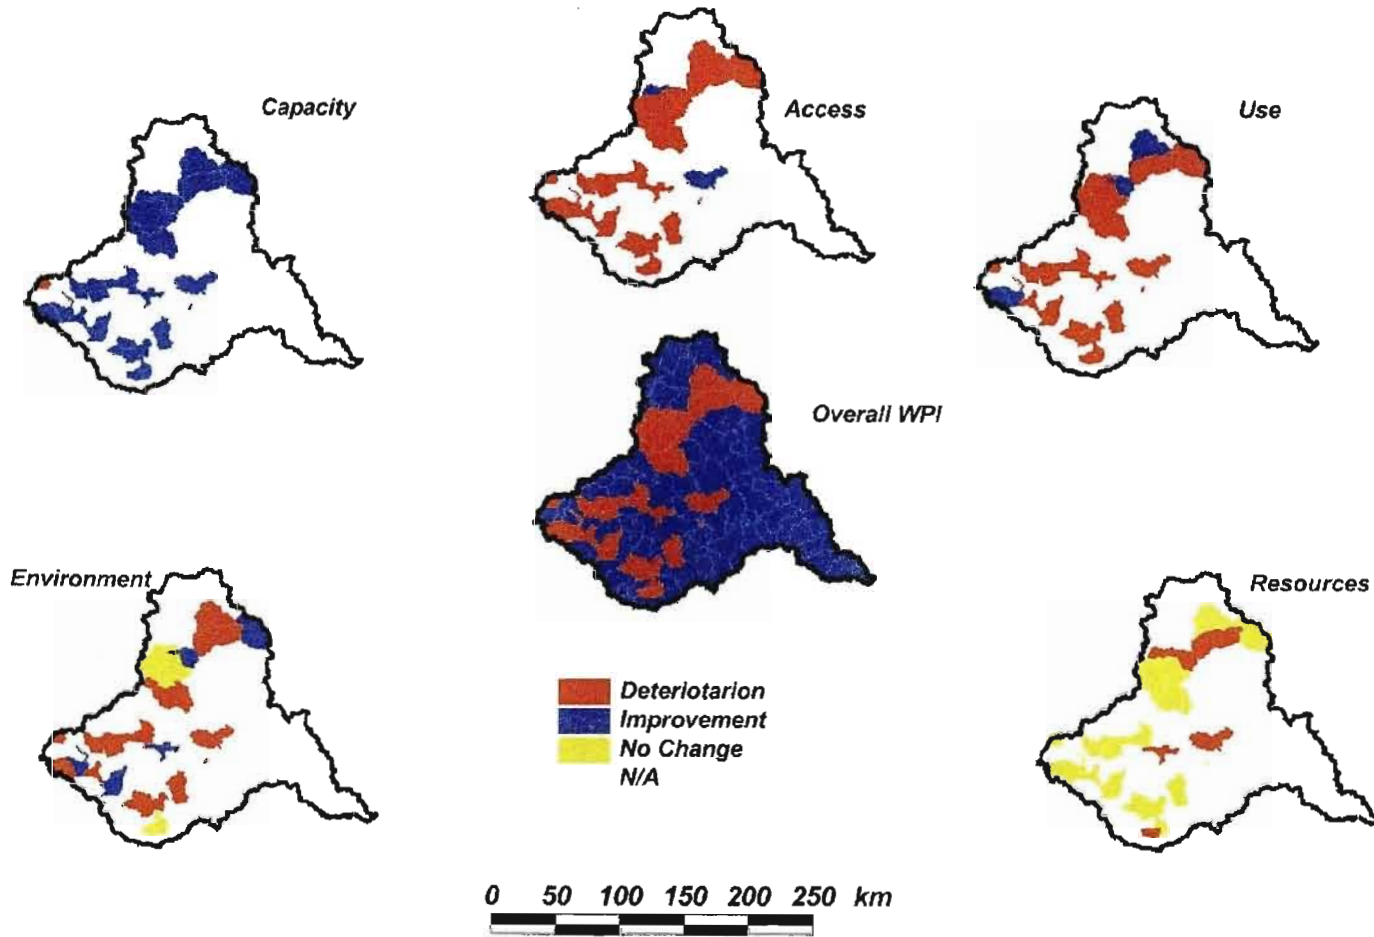 Capacity
Access
Use
Overall WPI
Environment
Resources
Deteriotarion
Improvement
No Change
N/A
0 50 100 150 200 250 km